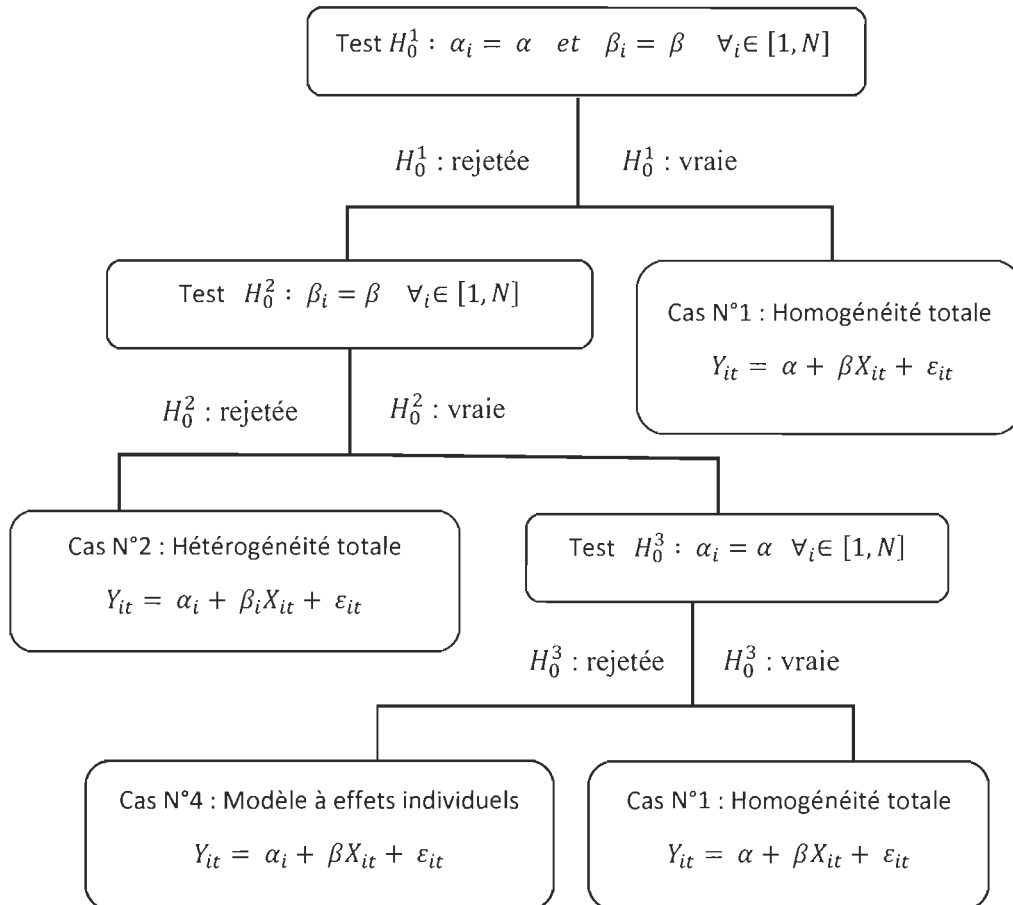 Test $H_0^1$ : $\alpha_i = \alpha$ et $\beta_i = \beta$ $\forall_i \in [1, N]$
$H_0^1$ : rejetée
$H_0^1$ : vraie
Test $H_0^2$ : $\beta_i = \beta$ $\forall_i \in [1, N]$
Cas N°1 : Homogénéité totale
$Y_{it} = \alpha + \beta X_{it} + \varepsilon_{it}$
$H_0^2$ : rejetée
$H_0^2$ : vraie
Cas N°2 : Hétérogénéité totale
$Y_{it} = \alpha_i + \beta_i X_{it} + \varepsilon_{it}$
Test $H_0^3$ : $\alpha_i = \alpha$ $\forall_i \in [1, N]$
$H_0^3$ : rejetée
$H_0^3$ : vraie
Cas N°4 : Modèle à effets individuels
$Y_{it} = \alpha_i + \beta X_{it} + \varepsilon_{it}$
Cas N°1 : Homogénéité totale
$Y_{it} = \alpha + \beta X_{it} + \varepsilon_{it}$